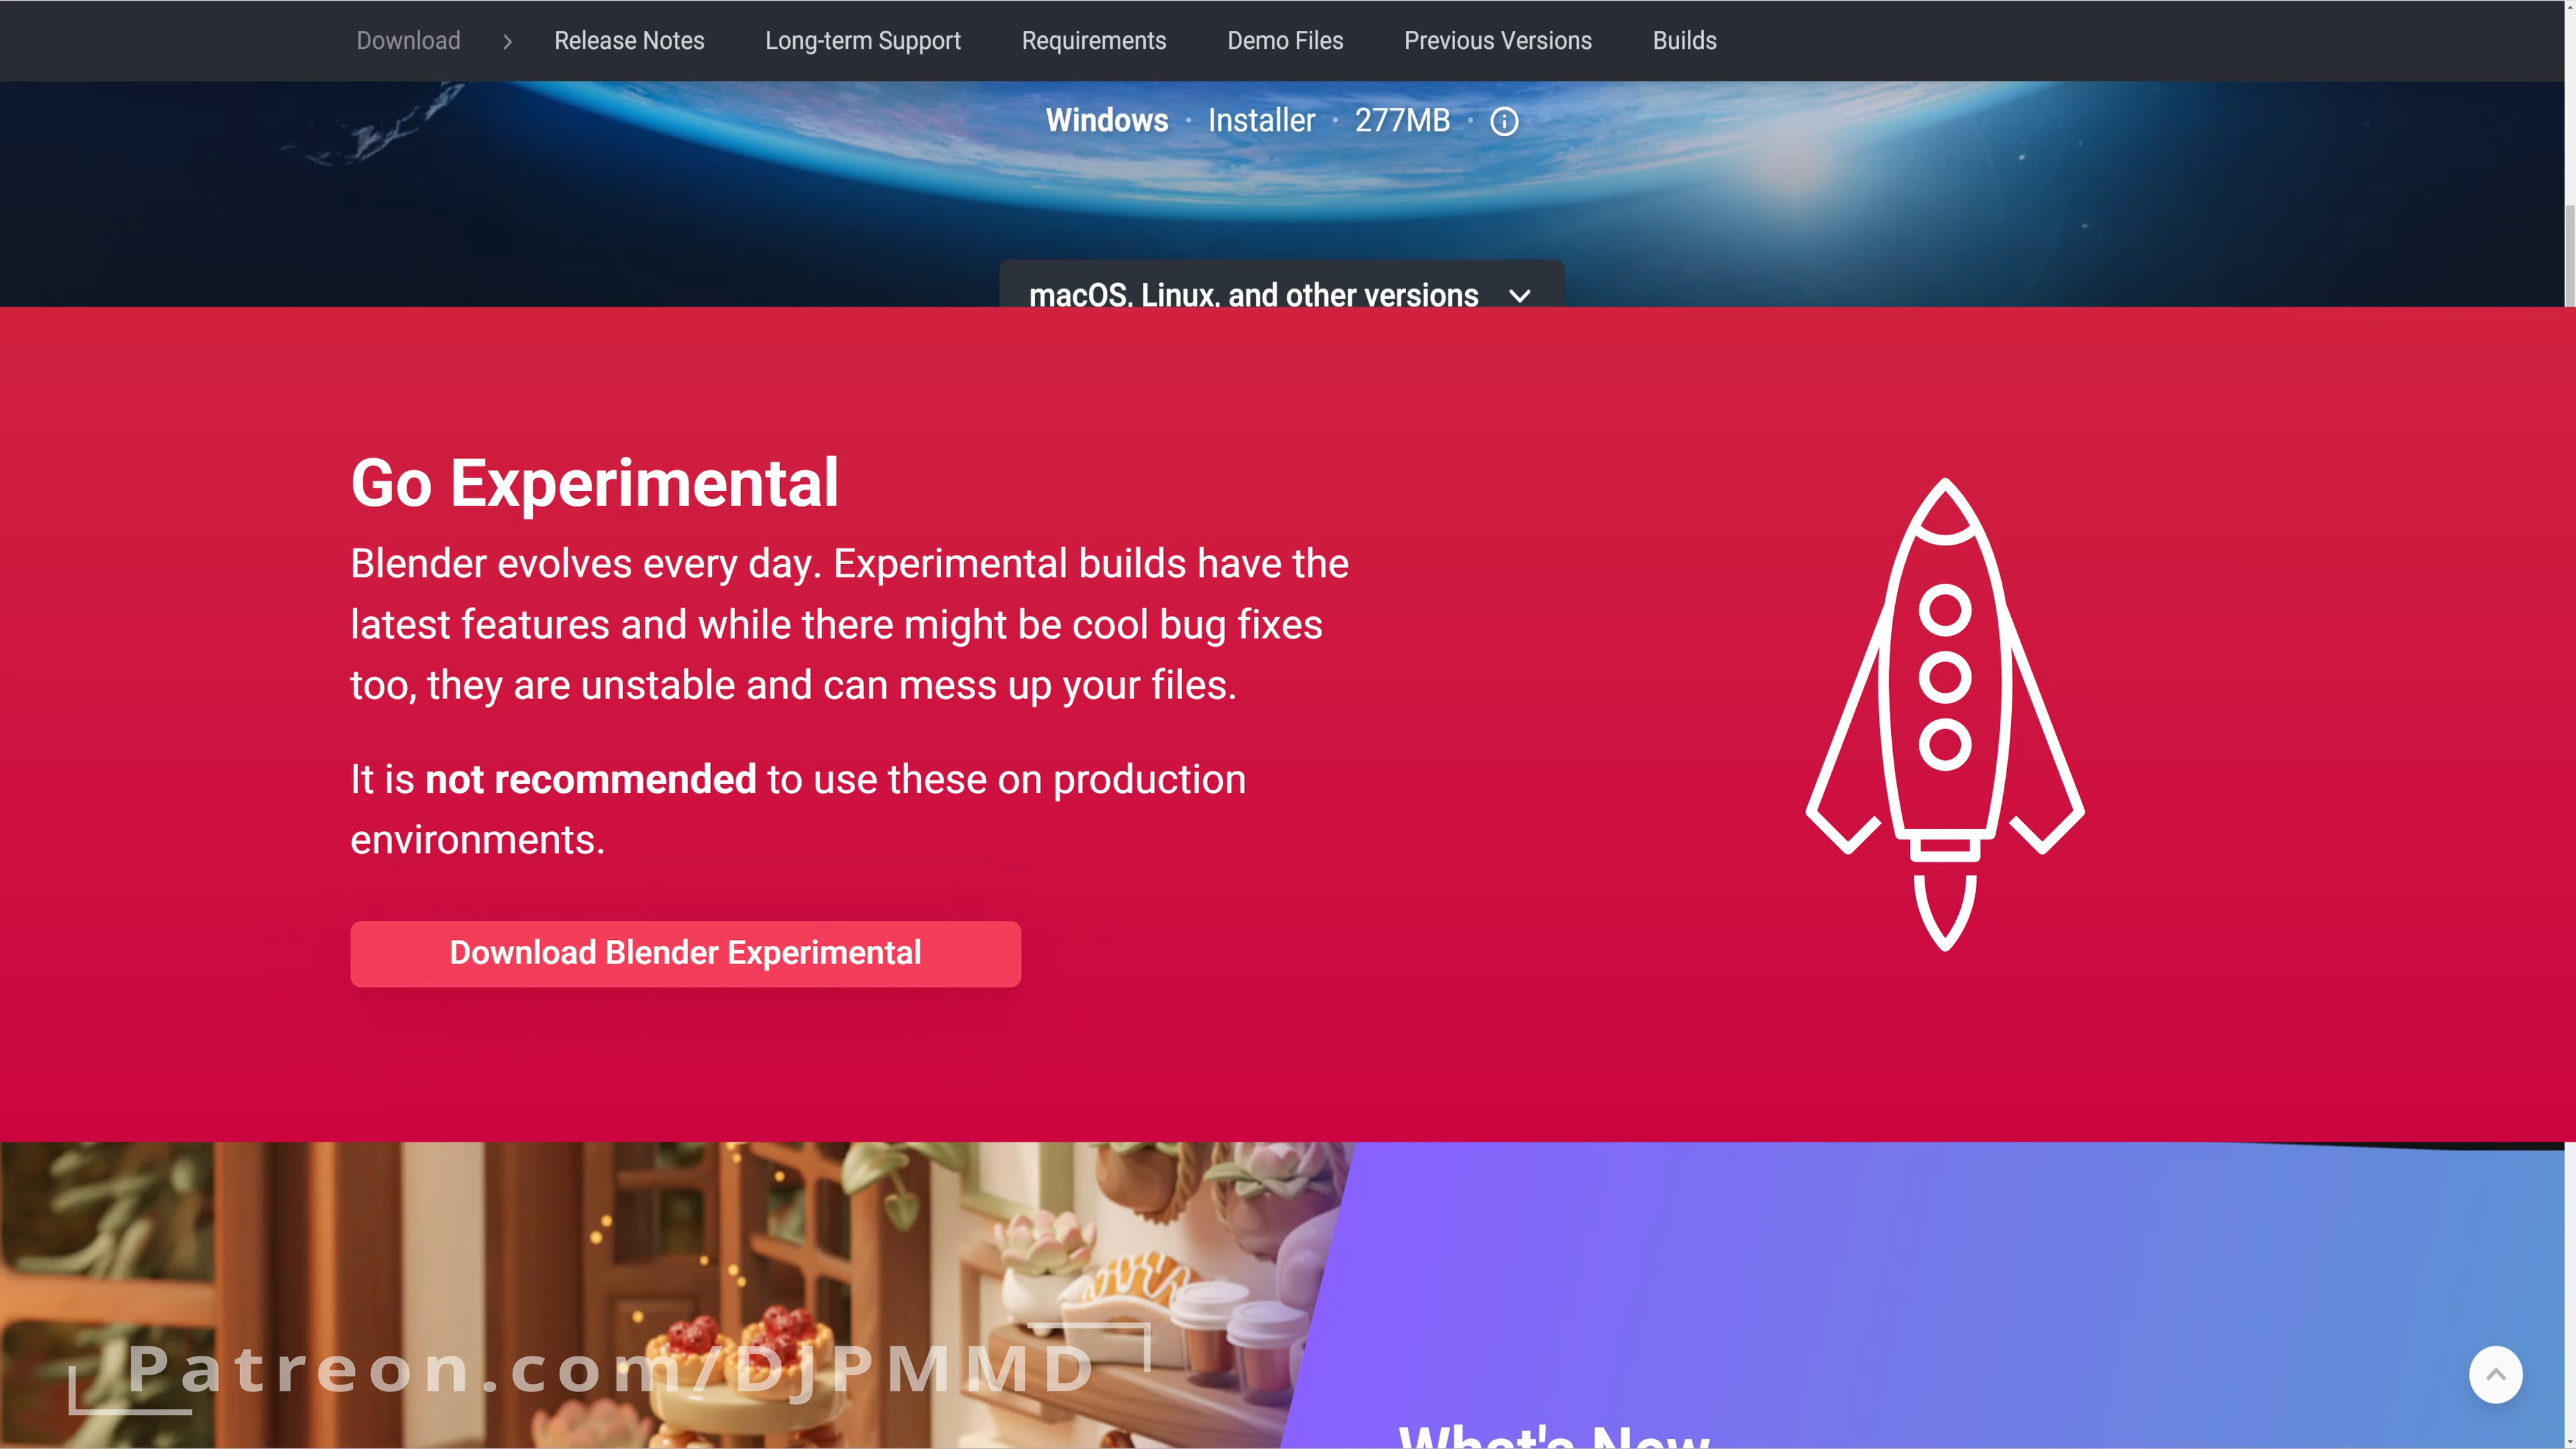 Download > Release Notes Long-term Support Requirements Demo Files Previous Versions Builds
Windows · Installer · 277MB ·
macOS, Linux, and other versions
Go Experimental
Blender evolves every day. Experimental builds have the
latest features and while there might be cool bug fixes
too, they are unstable and can mess up your files.
It is not recommended to use these on production
environments.
Download Blender Experimental
Patreon.com/DJPMMD
What's New